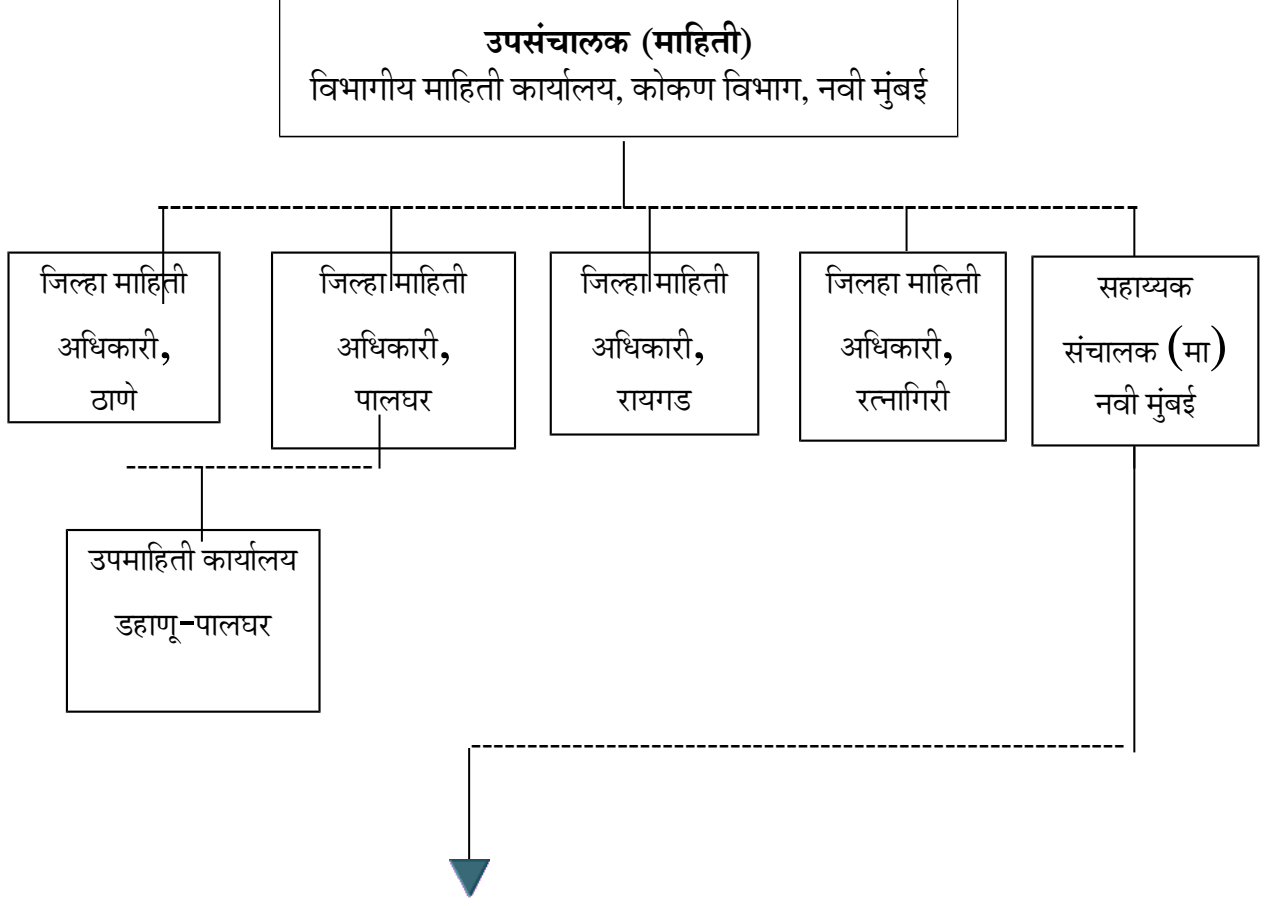 उपसंचालक (माहिती)
विभागीय माहिती कार्यालय, कोकण विभाग, नवी मुंबई
जिल्हा माहिती
अधिकारी,
ठाणे
जिल्हा माहिती
अधिकारी,
पालघर
जिल्हा माहिती
अधिकारी,
रायगड
जिलहा माहिती
अधिकारी,
रत्नागिरी
सहाय्यक
संचालक (मा)
नवी मुंबई
उपमाहिती कार्यालय
डहाणू-पालघर